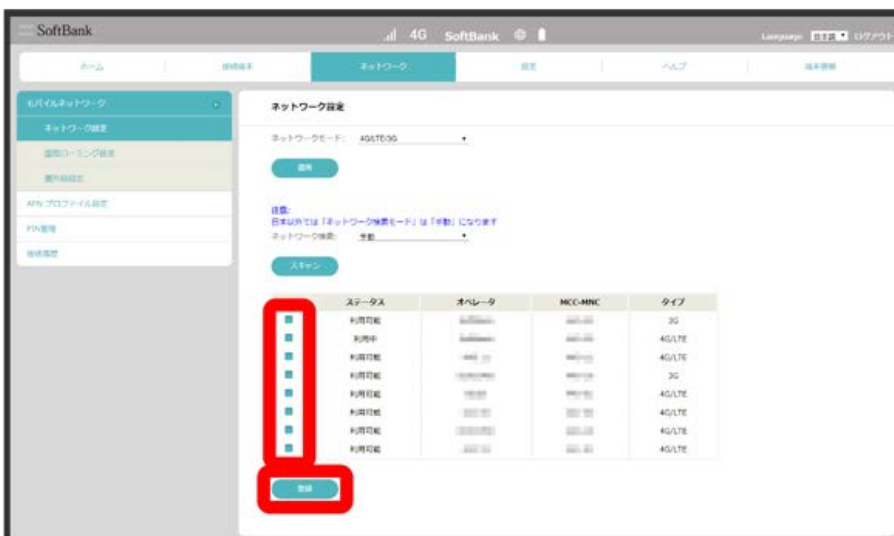 SoftBank
4G SoftBank
Language: 日本語 ログアウト
ホーム 接続端末 ネットワーク 設定 ヘルプ 端末情報
モバイルネットワーク
ネットワーク設定
国際ローミング設定
圏外時設定
APN プロファイル設定
PIN管理
接続履歴
ネットワーク設定
ネットワークモード: 4G/LTE/3G
適用
注意:
日本以外では「ネットワーク検索モード」は「手動」になります
ネットワーク検索: 手動
スキャン
ステータス オペレータ MCC-MNC タイプ
利用可能 3G
利用中 4G/LTE
利用可能 4G/LTE
利用可能 3G
利用可能 4G/LTE
利用可能 4G/LTE
利用可能 4G/LTE
利用可能 4G/LTE
登録